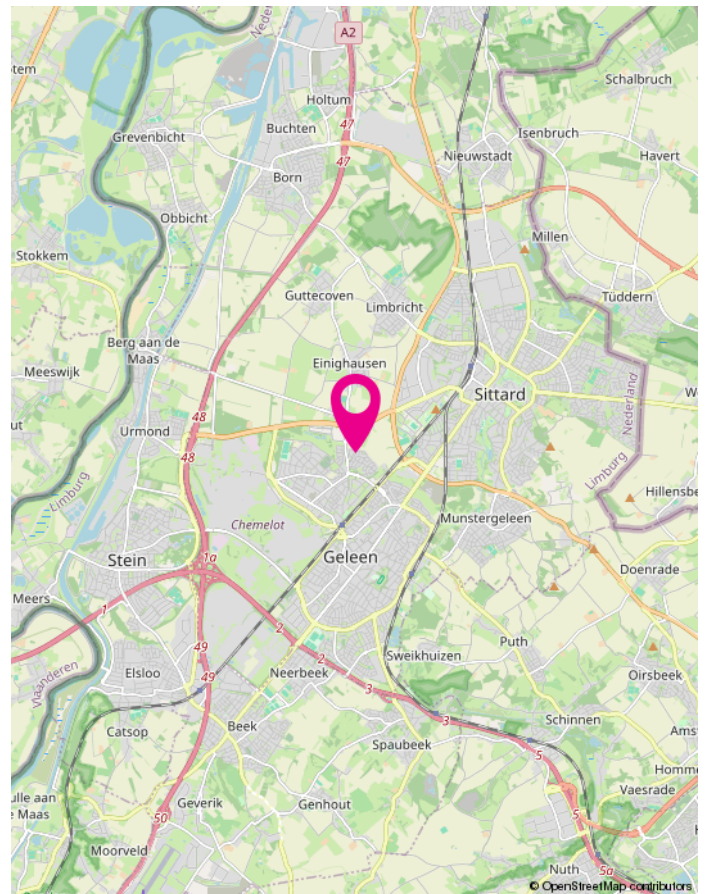 A2
Nederland
Schalbruch
Holtum
47
Buchten
Grevenbicht
Isenbruch
Nieuwstadt
Havert
47
Born
Obbicht
Millen
Stokkem
Guttecoven
Tüddern
Limbricht
Berg aan de
Maas
Einighausen
Meeswijk
Sittard
48
Urmond
Nederland
48
Limburg
Limburg
Munstergeleen
Chemelot
Stein
1a
Geleen
Doenrade
Meers
1
2
Puth
49
2
Sweikhuizen
Vlaanderen
Elsloo
49
Neerbeek
3
Oirsbeek
3
Schinnen
Catsop
Beek
Spaubeek
5
Vaesrade
Geverik
Genhout
50
5
Moorveld
Nuth
5a
© OpenStreetMap contributors